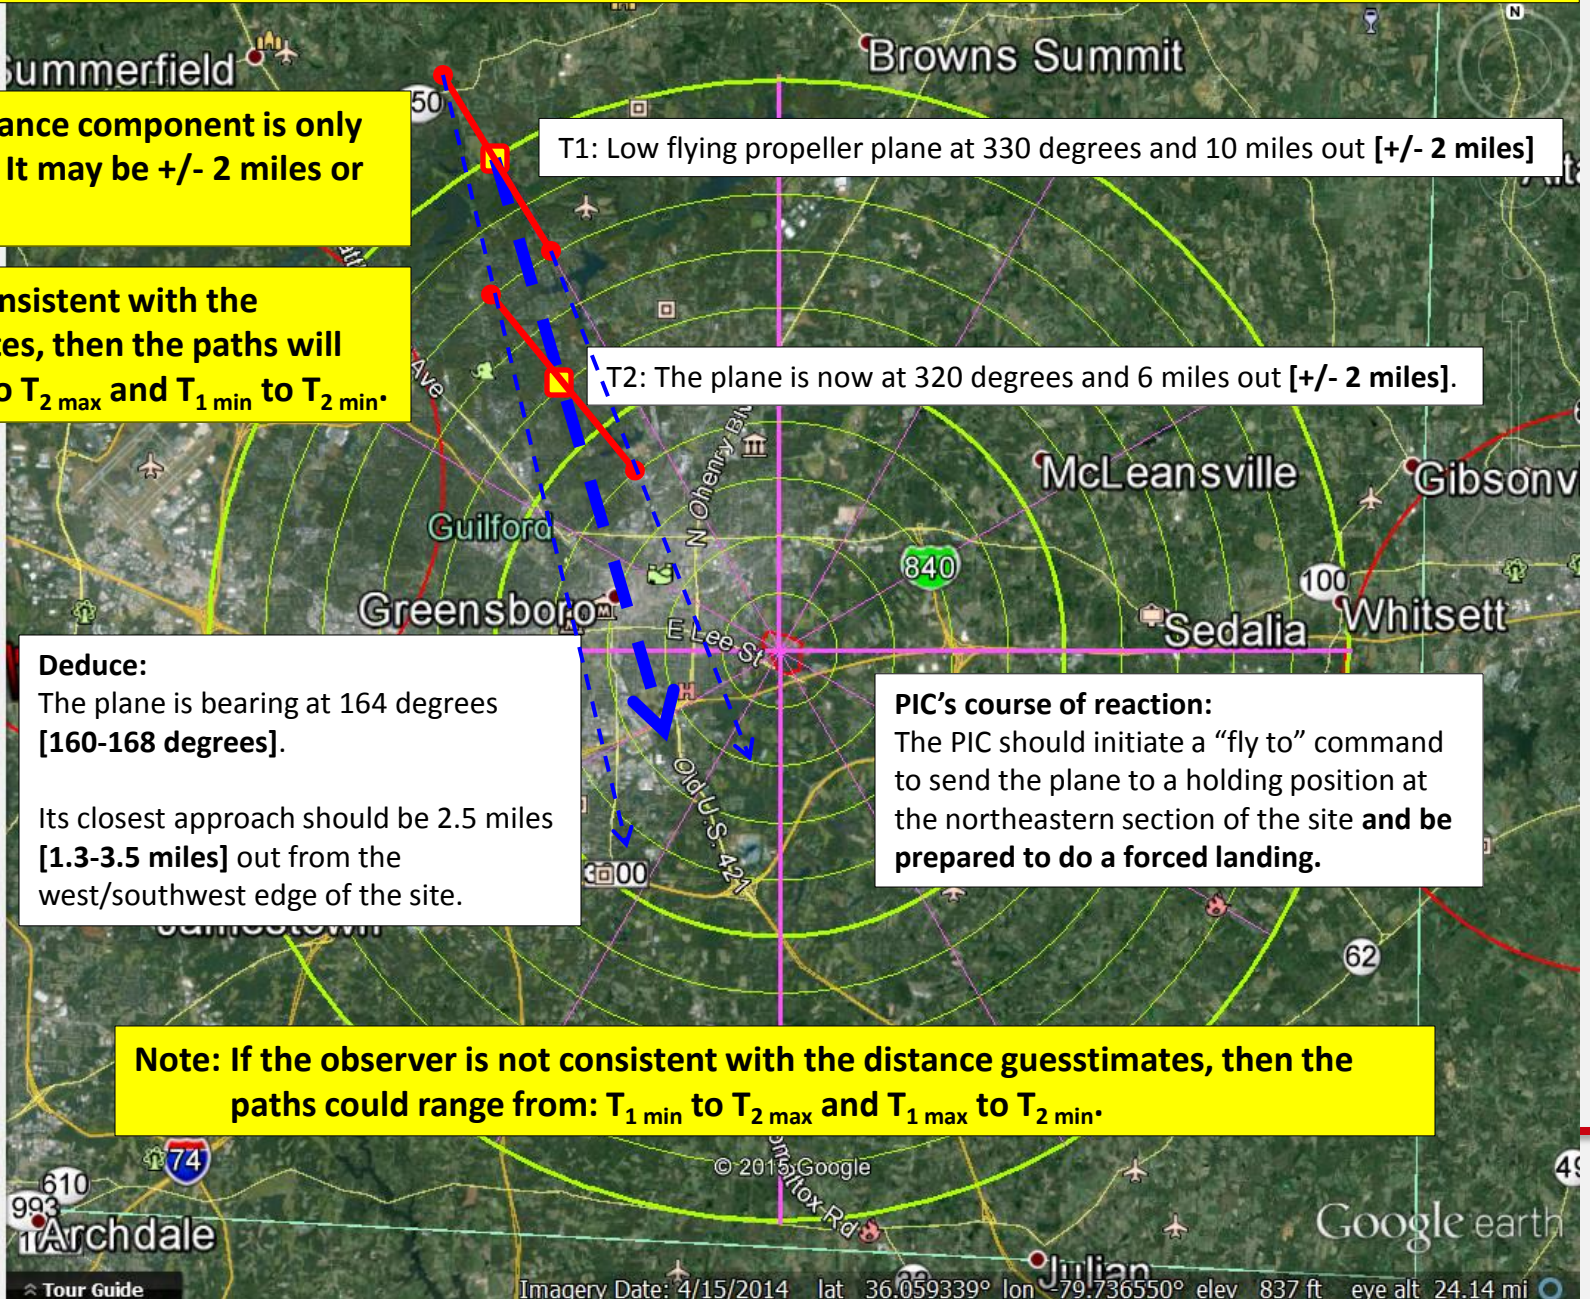 N
Summerfield
Browns Summit
50
ance component is only
It may be +/- 2 miles or
T1: Low flying propeller plane at 330 degrees and 10 miles out [+/- 2 miles]
nsistent with the
tes, then the paths will
o T2 max and T1 min to T2 min.
Ave
T2: The plane is now at 320 degrees and 6 miles out [+/- 2 miles].
N Ohenry Blv
McLeansville
Gibsonv
Guilford
840
100
Greensboro
E Lee St
Sedalia
Whitsett
H
Deduce:
The plane is bearing at 164 degrees
[160-168 degrees].
Its closest approach should be 2.5 miles
[1.3-3.5 miles] out from the
west/southwest edge of the site.
PIC's course of reaction:
The PIC should initiate a “fly to” command
to send the plane to a holding position at
the northeastern section of the site and be
prepared to do a forced landing.
Old U.S. 421
Jamestown
62
Note: If the observer is not consistent with the distance guesstimates, then the
paths could range from: T1 min to T2 max and T1 max to T2 min.
74
© 2015 Google
610
993
49
Archdale
Google earth
Julian
Tour Guide
Imagery Date: 4/15/2014 lat 36.059339° lon -79.736550° elev 837 ft eye alt 24.14 mi